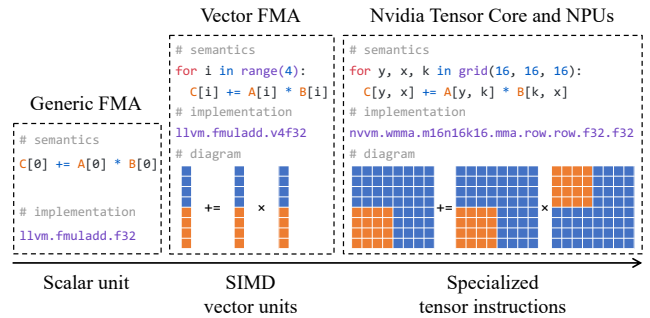 Generic FMA
# semantics
C[0] += A[0] * B[0]
# implementation
llvm.fmuladd.f32
Vector FMA
# semantics
for i in range(4):
C[i] += A[i] * B[i]
# implementation
llvm.fmuladd.v4f32
# diagram
+= ×
Nvidia Tensor Core and NPUs
# semantics
for y, x, k in grid(16, 16, 16):
C[y, x] += A[y, k] * B[k, x]
# implementation
nvvm.wmma.m16n16k16.mma.row.row.f32.f32
# diagram
+= ×
Scalar unit
SIMD
vector units
Specialized
tensor instructions